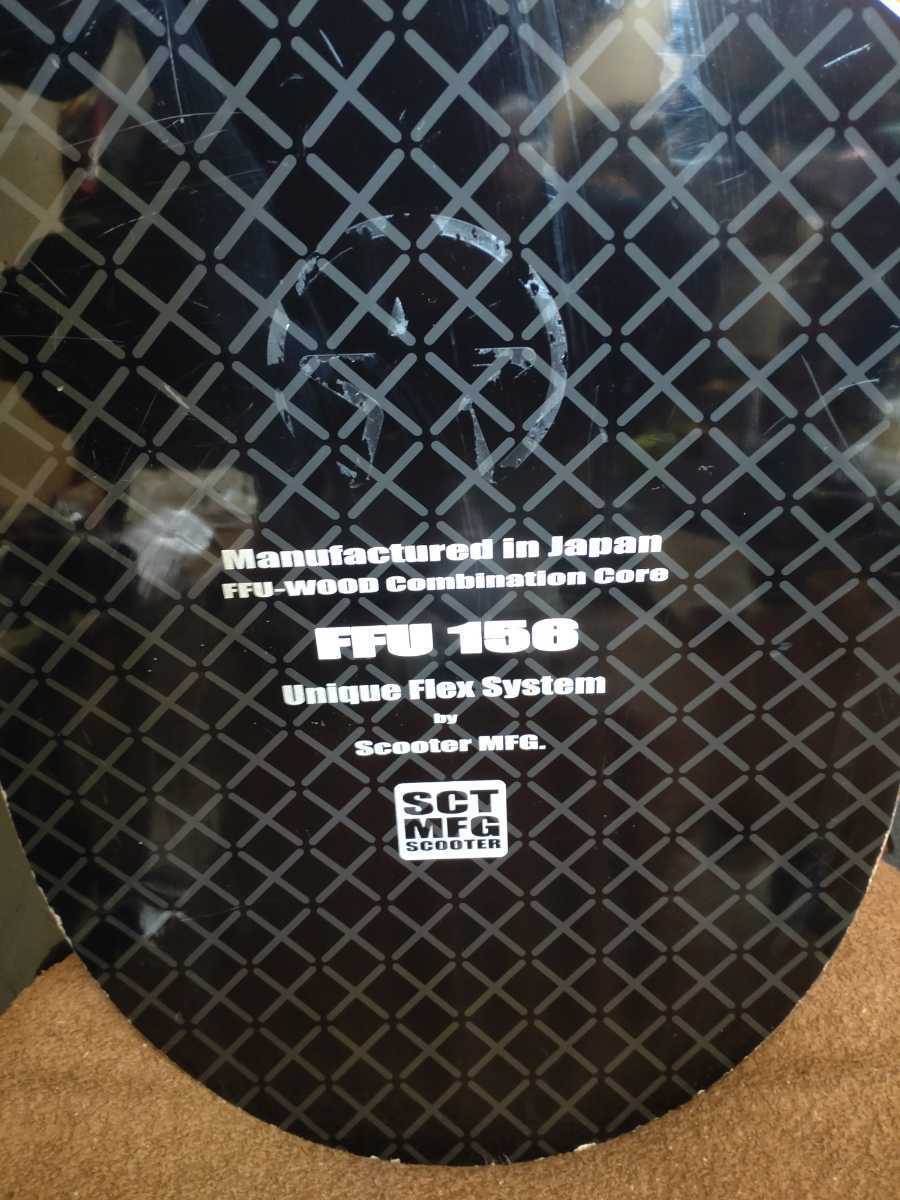 Manufactured in Japan
FFU-WOOD Combination Core
FFU 156
Unique Flex System
by
Scooter MFG.
SCT
MFG
SCOOTER